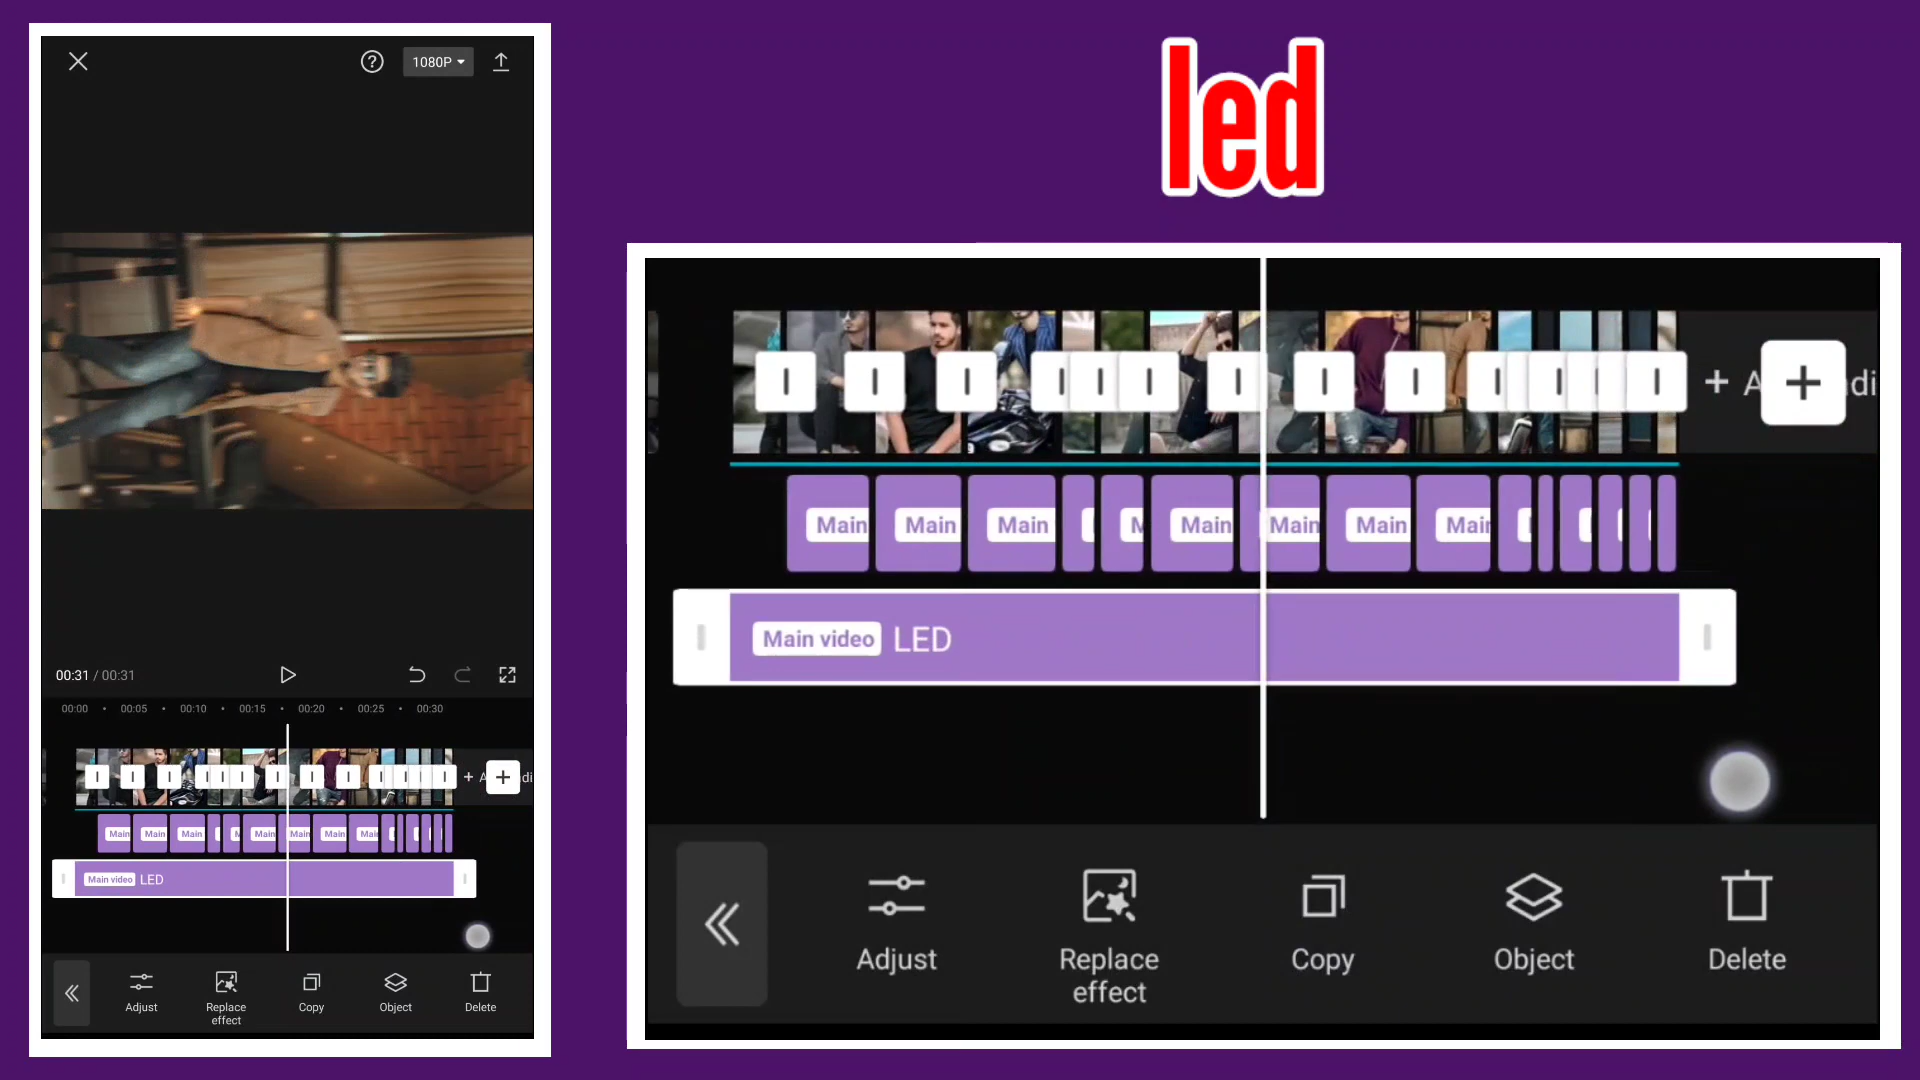 1080P
led
00:31 / 00:31
00:00 00:05 00:10 00:15 00:20 00:25 00:30
Main Main Main Main Main Main Main
Main video LED
Adjust Replace effect Copy Object Delete
Main Main Main Main Main Main Main
Main video LED
Adjust Replace effect Copy Object Delete